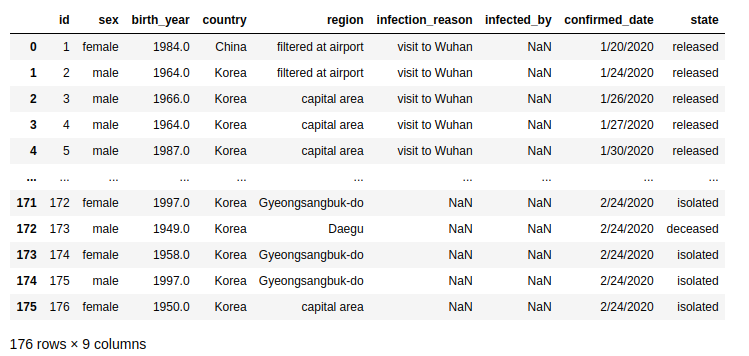 id sex birth_year country region infection_reason infected_by confirmed_date state
0 1 female 1984.0 China filtered at airport visit to Wuhan NaN 1/20/2020 released
1 2 male 1964.0 Korea filtered at airport visit to Wuhan NaN 1/24/2020 released
2 3 male 1966.0 Korea capital area visit to Wuhan NaN 1/26/2020 released
3 4 male 1964.0 Korea capital area visit to Wuhan NaN 1/27/2020 released
4 5 male 1987.0 Korea capital area visit to Wuhan NaN 1/30/2020 released
... ... ... ... ... ... ... ... ... ...
171 172 female 1997.0 Korea Gyeongsangbuk-do NaN NaN 2/24/2020 isolated
172 173 male 1949.0 Korea Daegu NaN NaN 2/24/2020 deceased
173 174 female 1958.0 Korea Gyeongsangbuk-do NaN NaN 2/24/2020 isolated
174 175 male 1997.0 Korea Gyeongsangbuk-do NaN NaN 2/24/2020 isolated
175 176 female 1950.0 Korea capital area NaN NaN 2/24/2020 isolated
176 rows × 9 columns